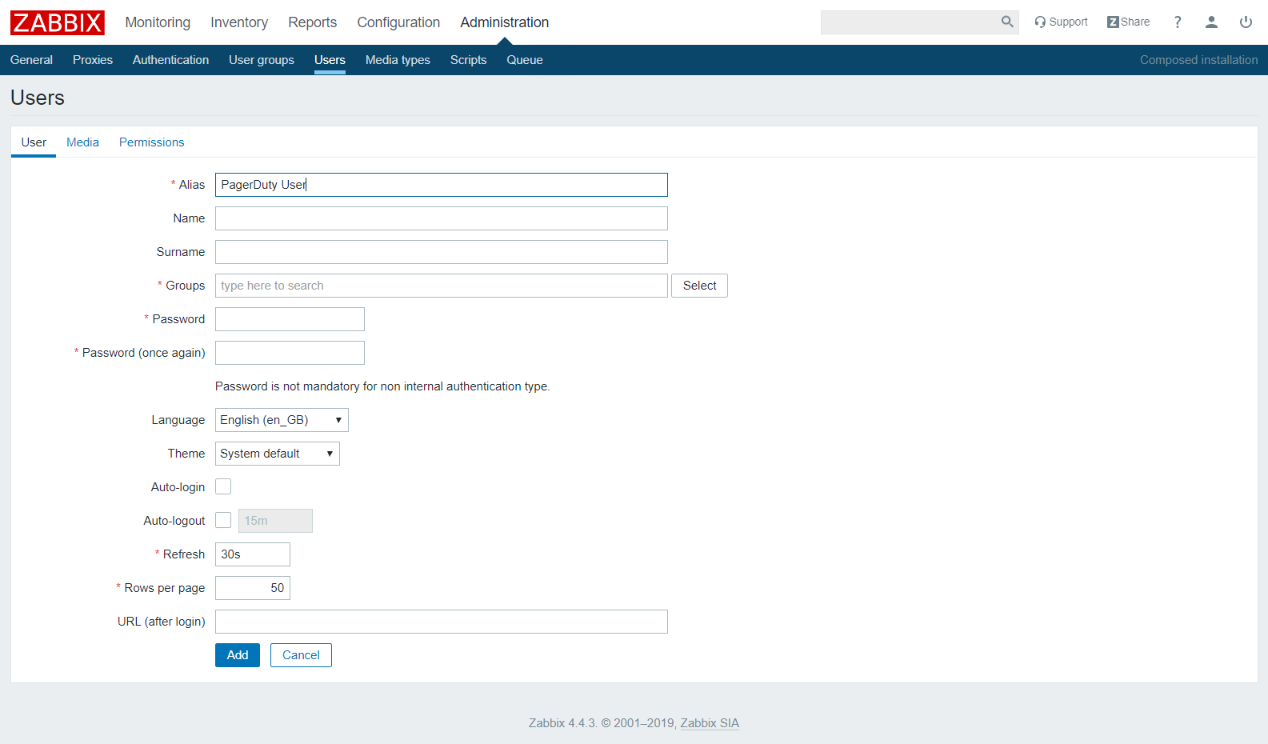 ZABBIX Monitoring Inventory Reports Configuration Administration Support Z Share ?
General Proxies Authentication User groups Users Media types Scripts Queue Composed installation
Users
User Media Permissions
* Alias PagerDuty User
Name
Surname
* Groups type here to search Select
* Password
* Password (once again)
Password is not mandatory for non internal authentication type.
Language English (en_GB) ▼
Theme System default ▼
Auto-login
Auto-logout 15m
* Refresh 30s
* Rows per page 50
URL (after login)
Add Cancel
Zabbix 4.4.3. © 2001–2019, Zabbix SIA